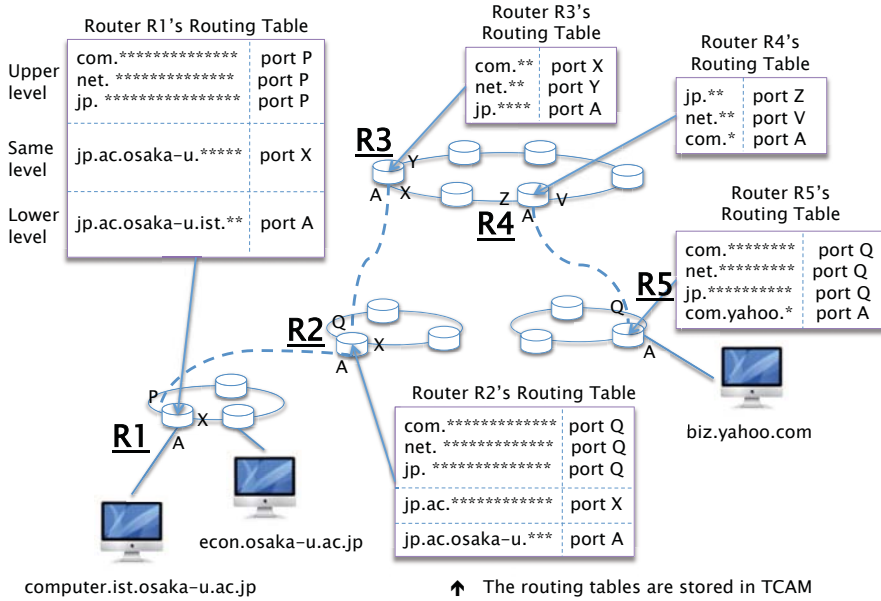 Router R1's Routing Table
Upper level
com.************** port P
net. ************** port P
jp. **************** port P
Same level
jp.ac.osaka-u.***** port X
Lower level
jp.ac.osaka-u.ist.** port A
Router R3's Routing Table
com.** port X
net.** port Y
jp.**** port A
Router R4's Routing Table
jp.** port Z
net.** port V
com.* port A
R3
Y
A
X
Z
V
A
R4
Router R5's Routing Table
com.******** port Q
net.********* port Q
jp.********** port Q
com.yahoo.* port A
R5
Q
A
R2
Q
X
A
biz.yahoo.com
Router R2's Routing Table
com.************* port Q
net. ************* port Q
jp. ************** port Q
jp.ac.************ port X
jp.ac.osaka-u.*** port A
P
X
R1
A
econ.osaka-u.ac.jp
computer.ist.osaka-u.ac.jp
↑ The routing tables are stored in TCAM